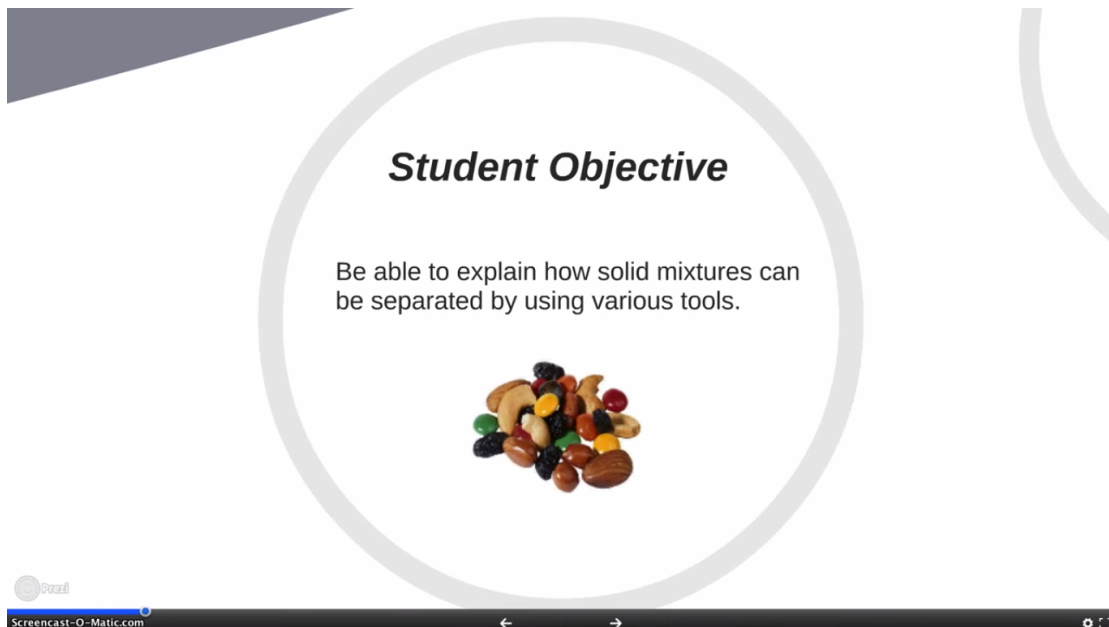 Student Objective
Be able to explain how solid mixtures can
be separated by using various tools.
Prezi
Screencast-O-Matic.com